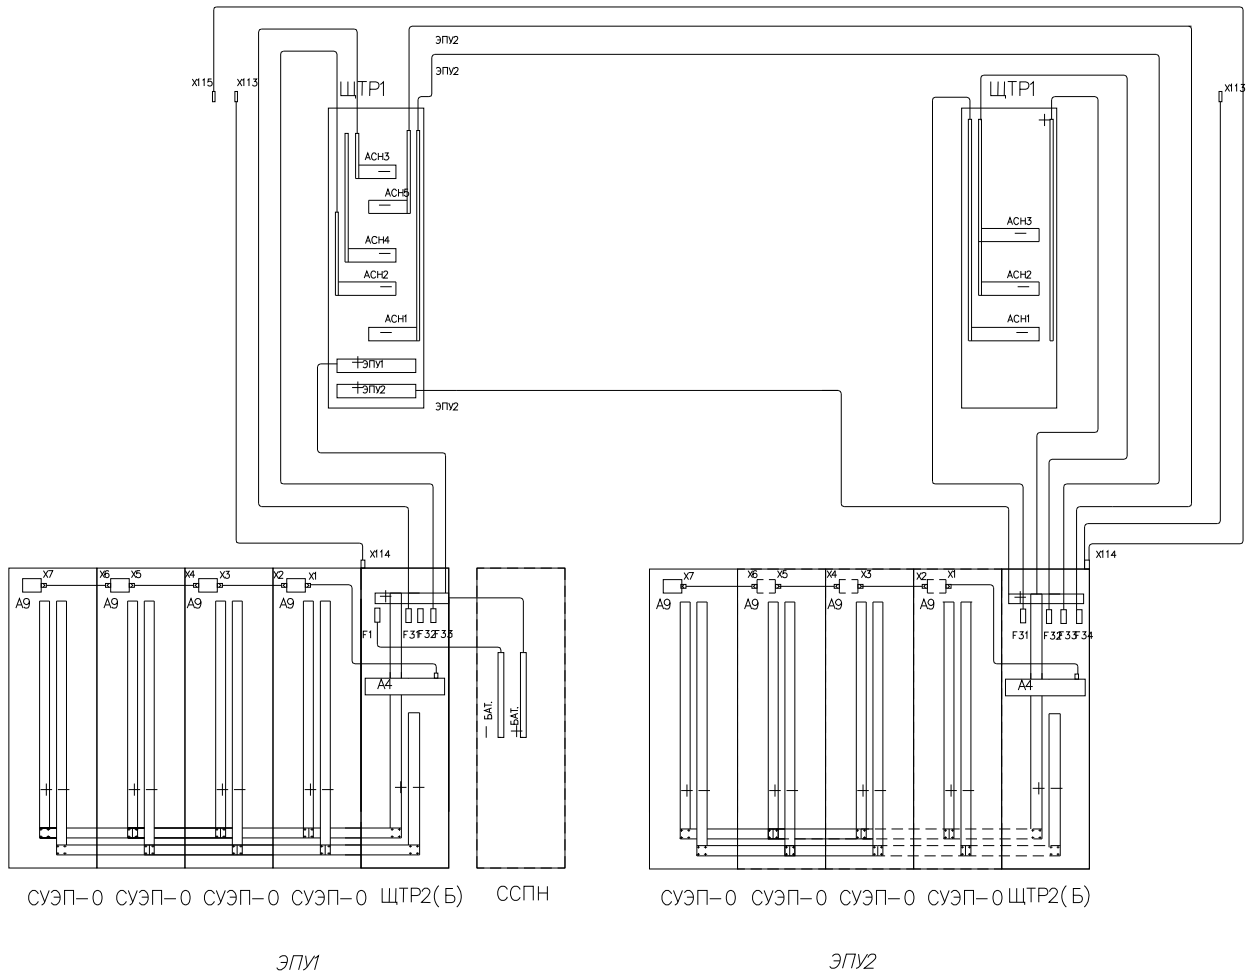 ЭПУ2
ЭПУ2
Х115
Х113
ЩТР1
ЩТР1
Х113
+
АСН3
—
АСН5
—
АСН3
—
АСН4
—
АСН2
—
АСН2
—
АСН1
—
АСН1
—
+ЭПУ1
+ЭПУ2
ЭПУ2
Х114
Х114
Х7
Х6
Х5
Х4
Х3
Х2
Х1
Х7
Х6
Х5
Х4
Х3
Х2
Х1
А9
А9
А9
А9
+ —
А9
А9
А9
А9
+ —
F1
F31
F32
F33
F31
F32
F33
F34
А4
А4
— БАТ.
+ БАТ.
+ —
+ —
+ —
+ —
+ —
+ —
+ —
+ —
+ —
+ —
СУЭП—0
СУЭП—0
СУЭП—0
СУЭП—0
ЩТР2(Б)
ССПН
СУЭП—0
СУЭП—0
СУЭП—0
СУЭП—0
ЩТР2(Б)
ЭПУ1
ЭПУ2